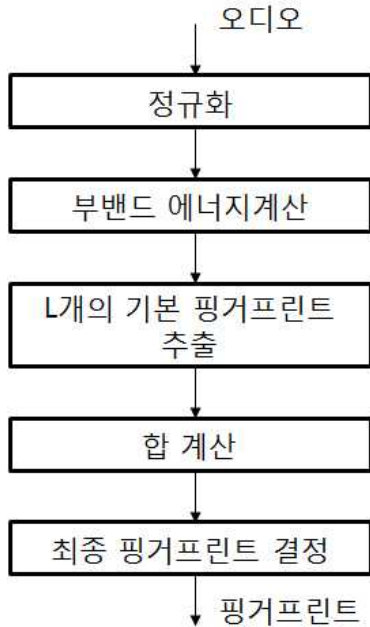 오디오
정규화
부밴드 에너지계산
L개의 기본 핑거프린트
추출
합 계산
최종 핑거프린트 결정
핑거프린트